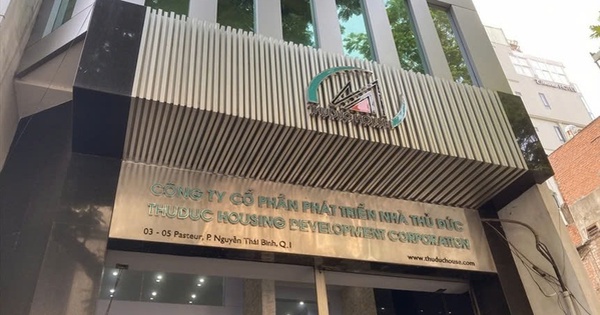 CÔNG TY CỔ PHẦN PHÁT TRIỂN NHÀ THỦ ĐỨC
THUDUC HOUSING DEVELOPMENT CORPORATION
03 - 05 Pasteur, P. Nguyễn Thái Bình, Q.1
www.thuduchouse.com